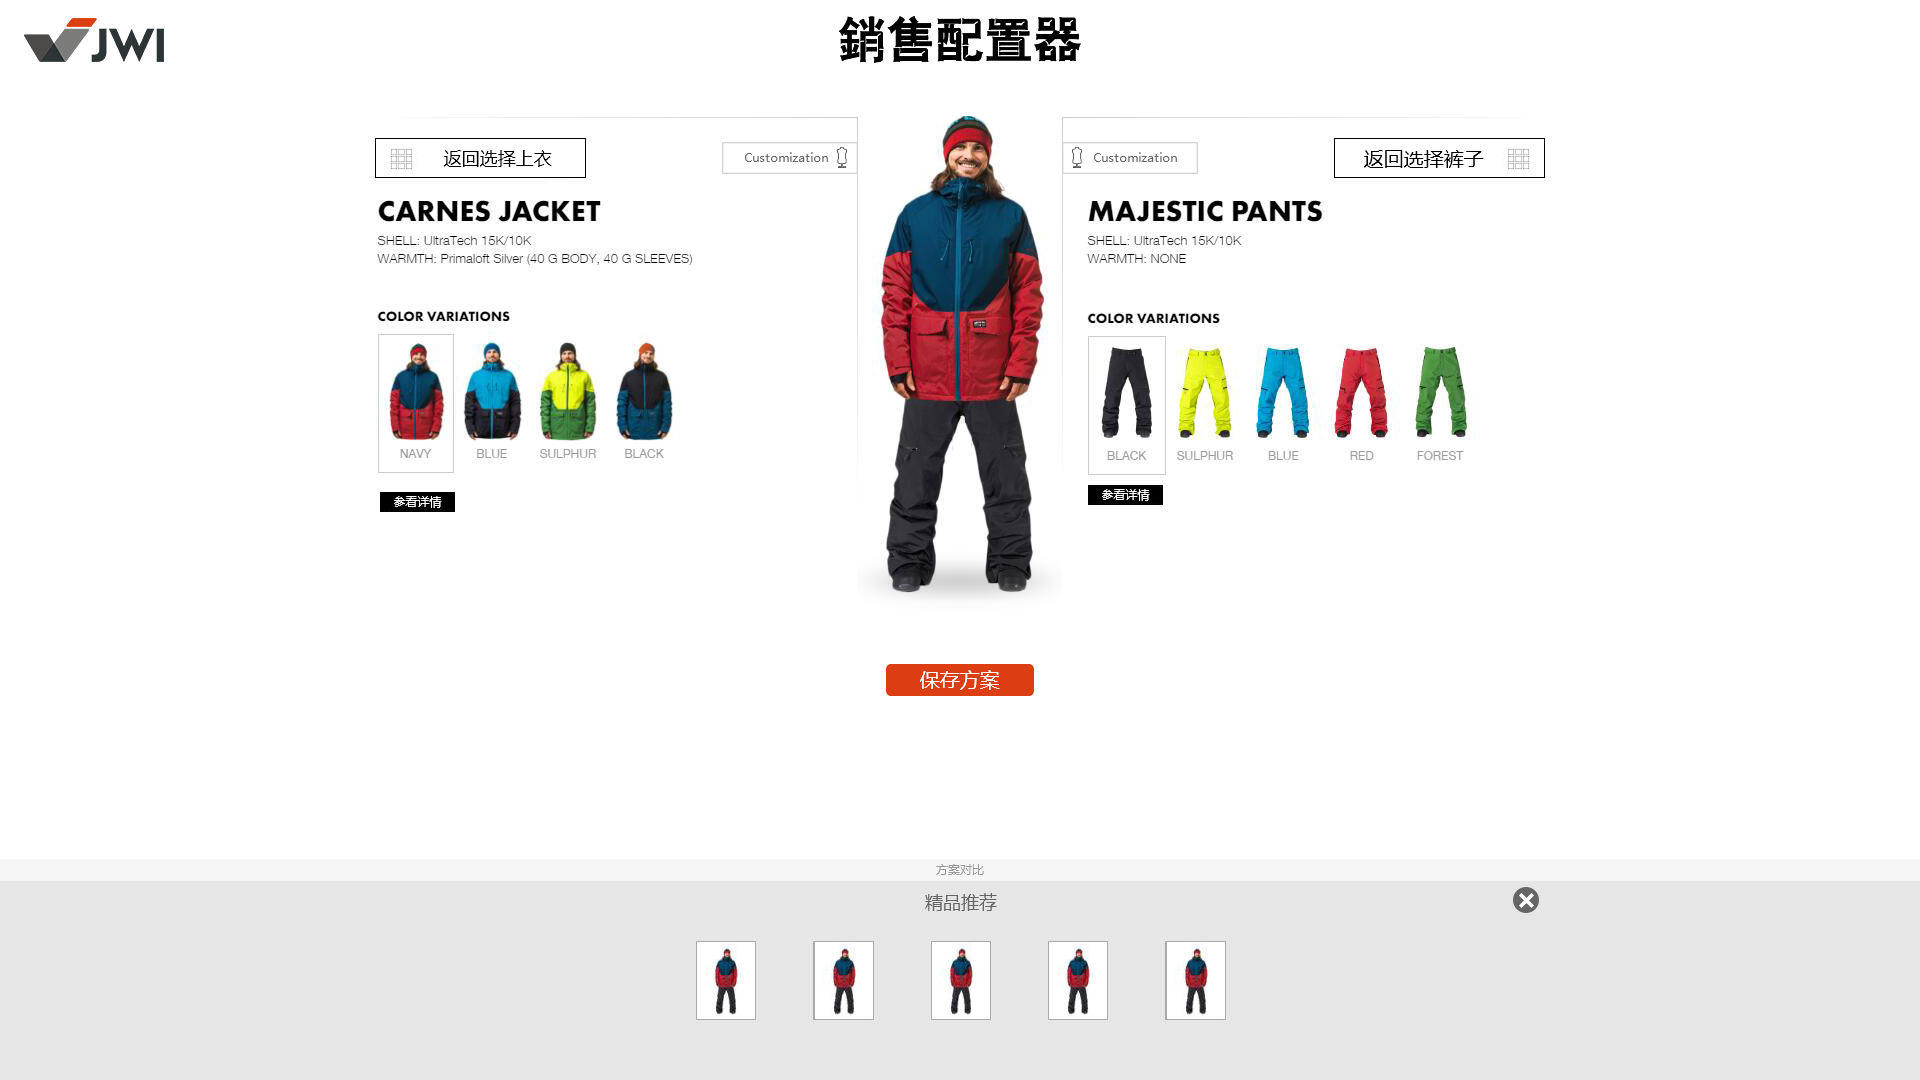 JWI
銷售配置器
返回选择上衣
Customization
CARNES JACKET
SHELL: UltraTech 15K/10K
WARMTH: Primaloft Silver (40 G BODY, 40 G SLEEVES)
COLOR VARIATIONS
NAVY BLUE SULPHUR BLACK
参看详情
Customization
返回选择裤子
MAJESTIC PANTS
SHELL: UltraTech 15K/10K
WARMTH: NONE
COLOR VARIATIONS
BLACK SULPHUR BLUE RED FOREST
参看详情
保存方案
方案对比
精品推荐